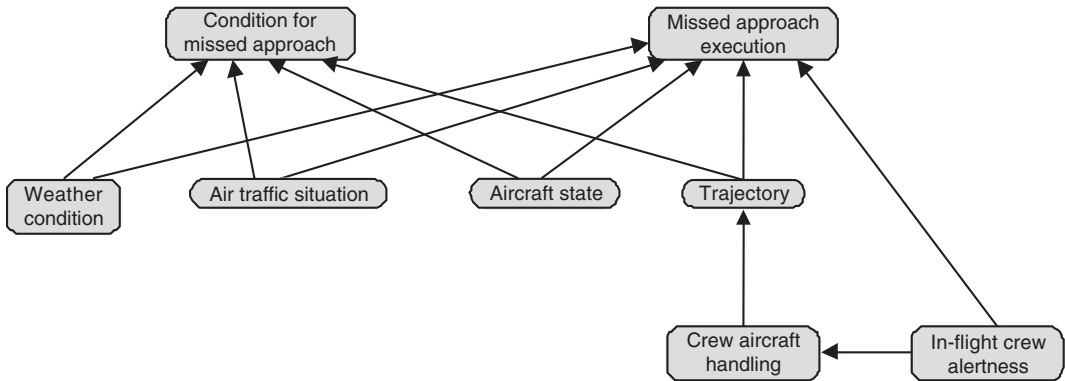 Condition for
missed approach
Missed approach
execution
Weather
condition
Air traffic situation
Aircraft state
Trajectory
Crew aircraft
handling
In-flight crew
alertness